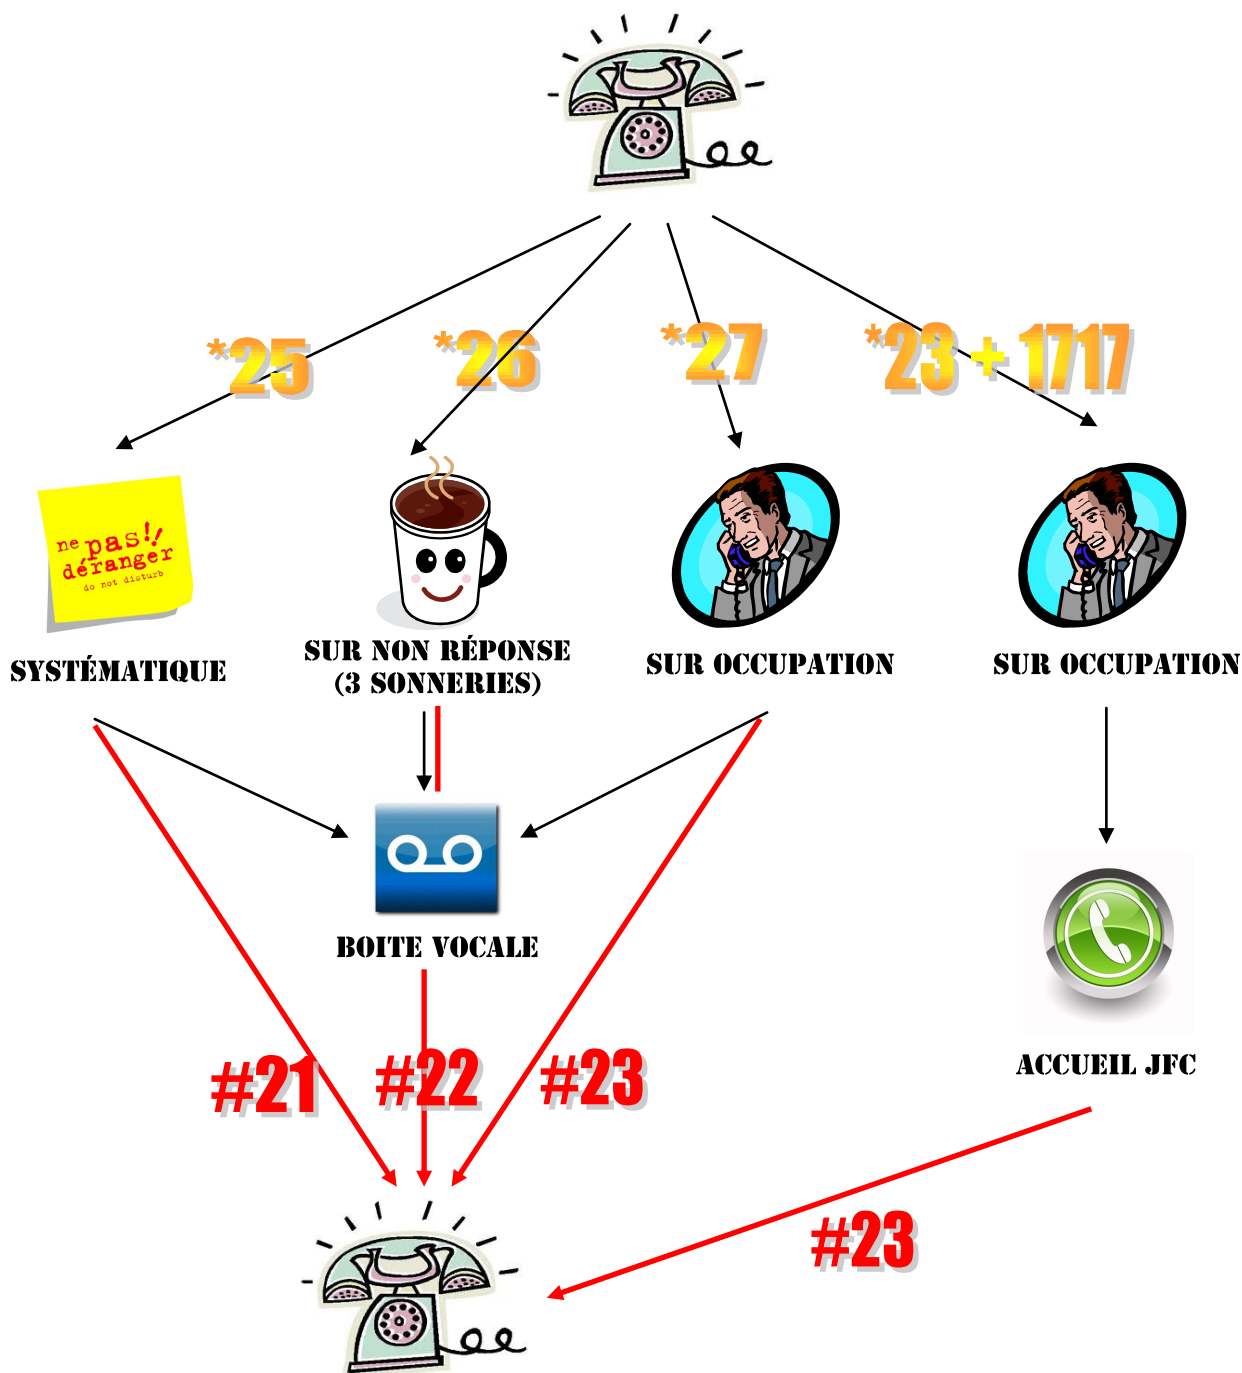 *25
*26
*27
*23 + 1717
ne pas!!
déranger
do not disturb
SYSTÉMATIQUE
SUR NON RÉPONSE
(3 SONNERIES)
SUR OCCUPATION
SUR OCCUPATION
BOITE VOCALE
ACCUEIL JFC
#21
#22
#23
#23